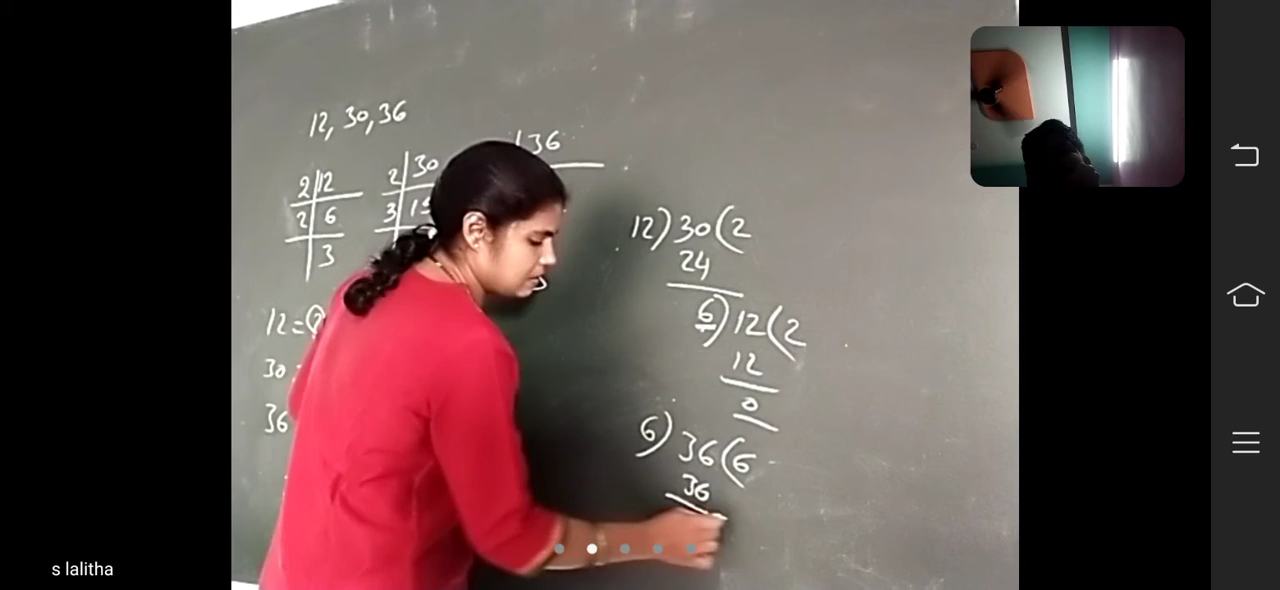 12, 30, 36
2 12
2 6
3
2 30
3 15
36
12 =
30
36
12) 30 (2
24
6) 12 (2
12
0
6) 36 (6
36
s lalitha